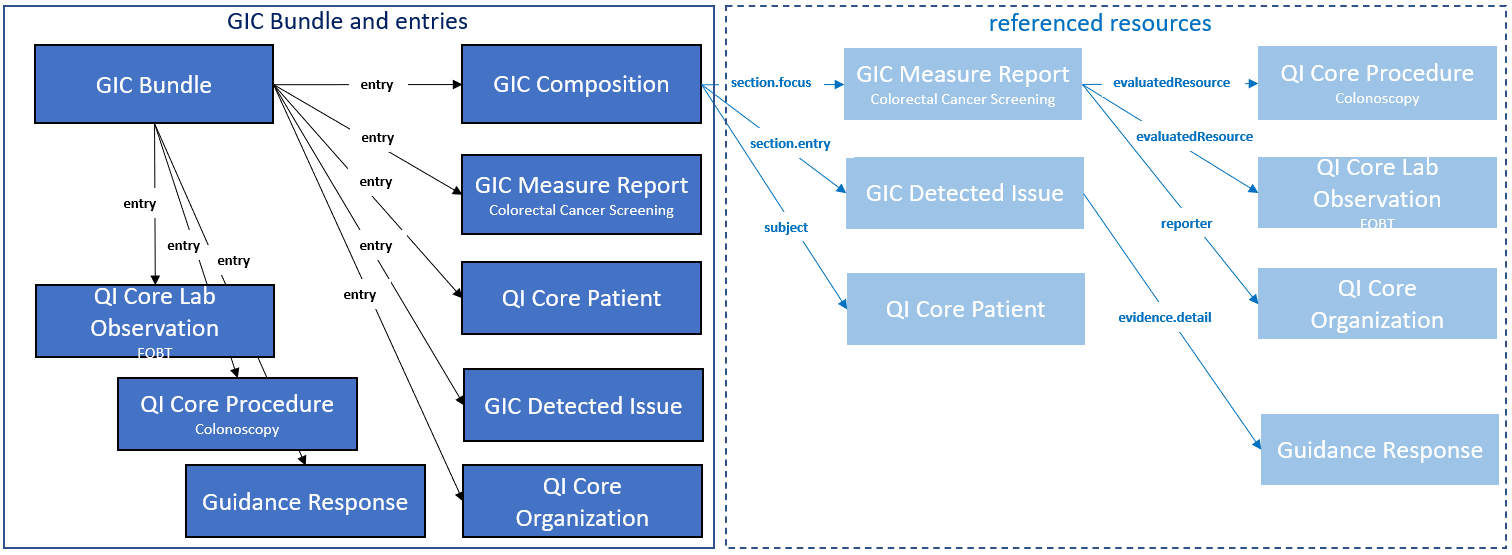 GIC Bundle and entries
GIC Bundle
entry
GIC Composition
entry
GIC Measure Report
Colorectal Cancer Screening
entry
QI Core Patient
entry
GIC Detected Issue
entry
QI Core
Organization
entry
QI Core Lab
Observation
FOBT
entry
QI Core Procedure
Colonoscopy
entry
Guidance Response
referenced resources
section.focus
GIC Measure Report
Colorectal Cancer Screening
section.entry
GIC Detected Issue
subject
QI Core Patient
evaluatedResource
QI Core Procedure
Colonoscopy
evaluatedResource
QI Core Lab
Observation
FOBT
reporter
QI Core
Organization
evidence.detail
Guidance Response